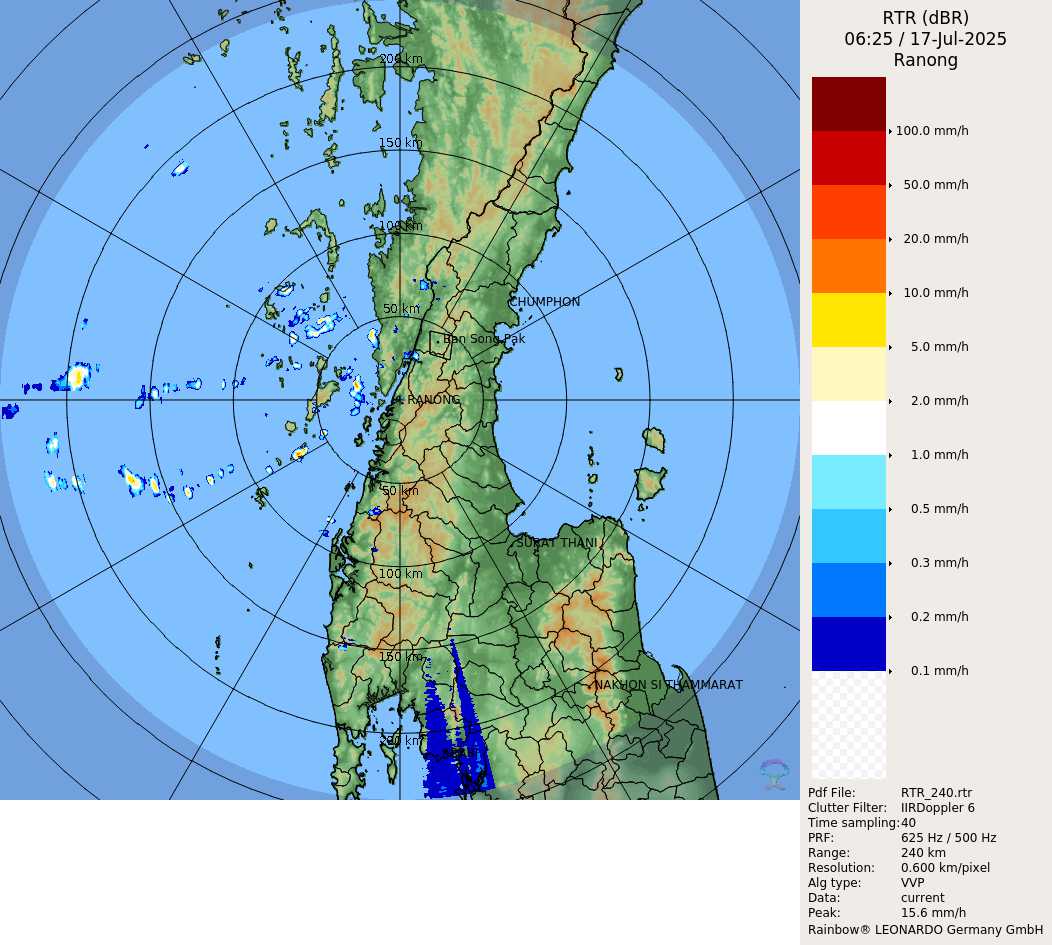 RTR (dBR)
06:25 / 17-Jul-2025
Ranong
200 km
150 km
100 km
50 km
CHUMPHON
Ban Song Pak
RANONG
50 km
SURAT THANI
100 km
150 km
NAKHON SI THAMMARAT
200 km
100.0 mm/h
50.0 mm/h
20.0 mm/h
10.0 mm/h
5.0 mm/h
2.0 mm/h
1.0 mm/h
0.5 mm/h
0.3 mm/h
0.2 mm/h
0.1 mm/h
Pdf File: RTR_240.rtr
Clutter Filter: IIRDoppler 6
Time sampling:40
PRF: 625 Hz / 500 Hz
Range: 240 km
Resolution: 0.600 km/pixel
Alg type: VVP
Data: current
Peak: 15.6 mm/h
Rainbow® LEONARDO Germany GmbH